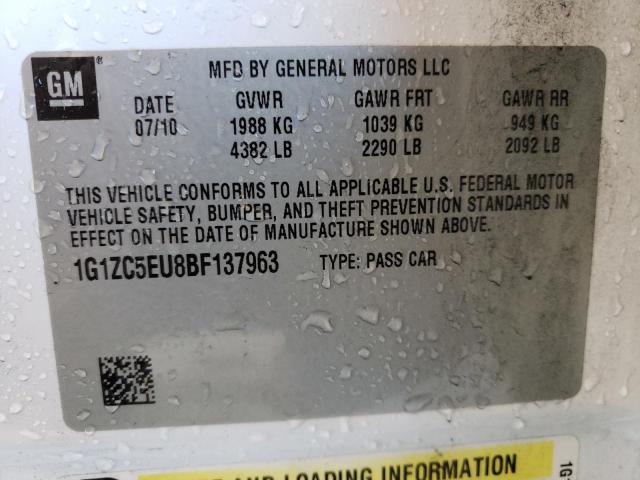 GM
MFD BY GENERAL MOTORS LLC
DATE GVWR GAWR FRT GAWR RR
07/10 1988 KG 1039 KG 949 KG
4382 LB 2290 LB 2092 LB
THIS VEHICLE CONFORMS TO ALL APPLICABLE U.S. FEDERAL MOTOR
VEHICLE SAFETY, BUMPER, AND THEFT PREVENTION STANDARDS IN
EFFECT ON THE DATE OF MANUFACTURE SHOWN ABOVE.
1G1ZC5EU8BF137963 TYPE: PASS CAR
AND LOADING INFORMATION